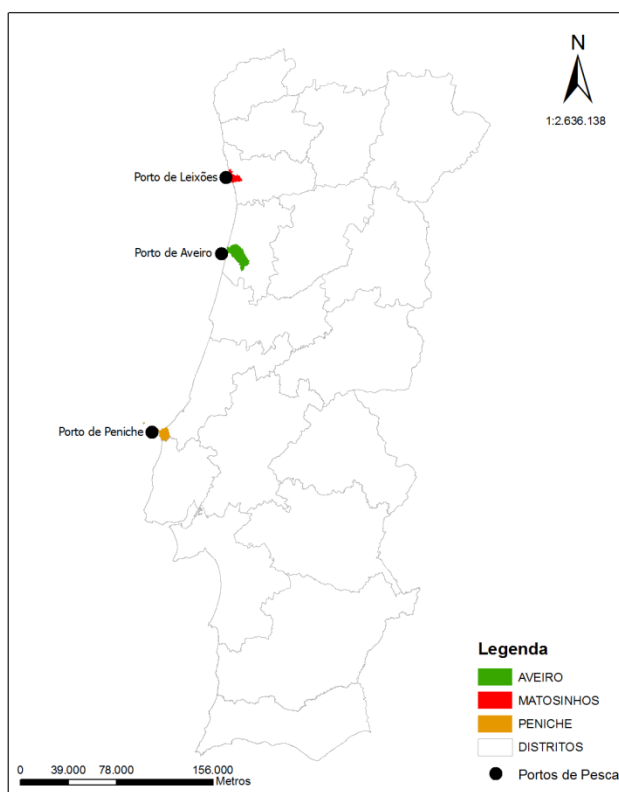 N
1:2.636.138
Porto de Leixões
Porto de Aveiro
Porto de Peniche
Legenda
AVEIRO
MATOSINHOS
PENICHE
DISTRITOS
Portos de Pesca
0 39.000 78.000 156.000
Metros